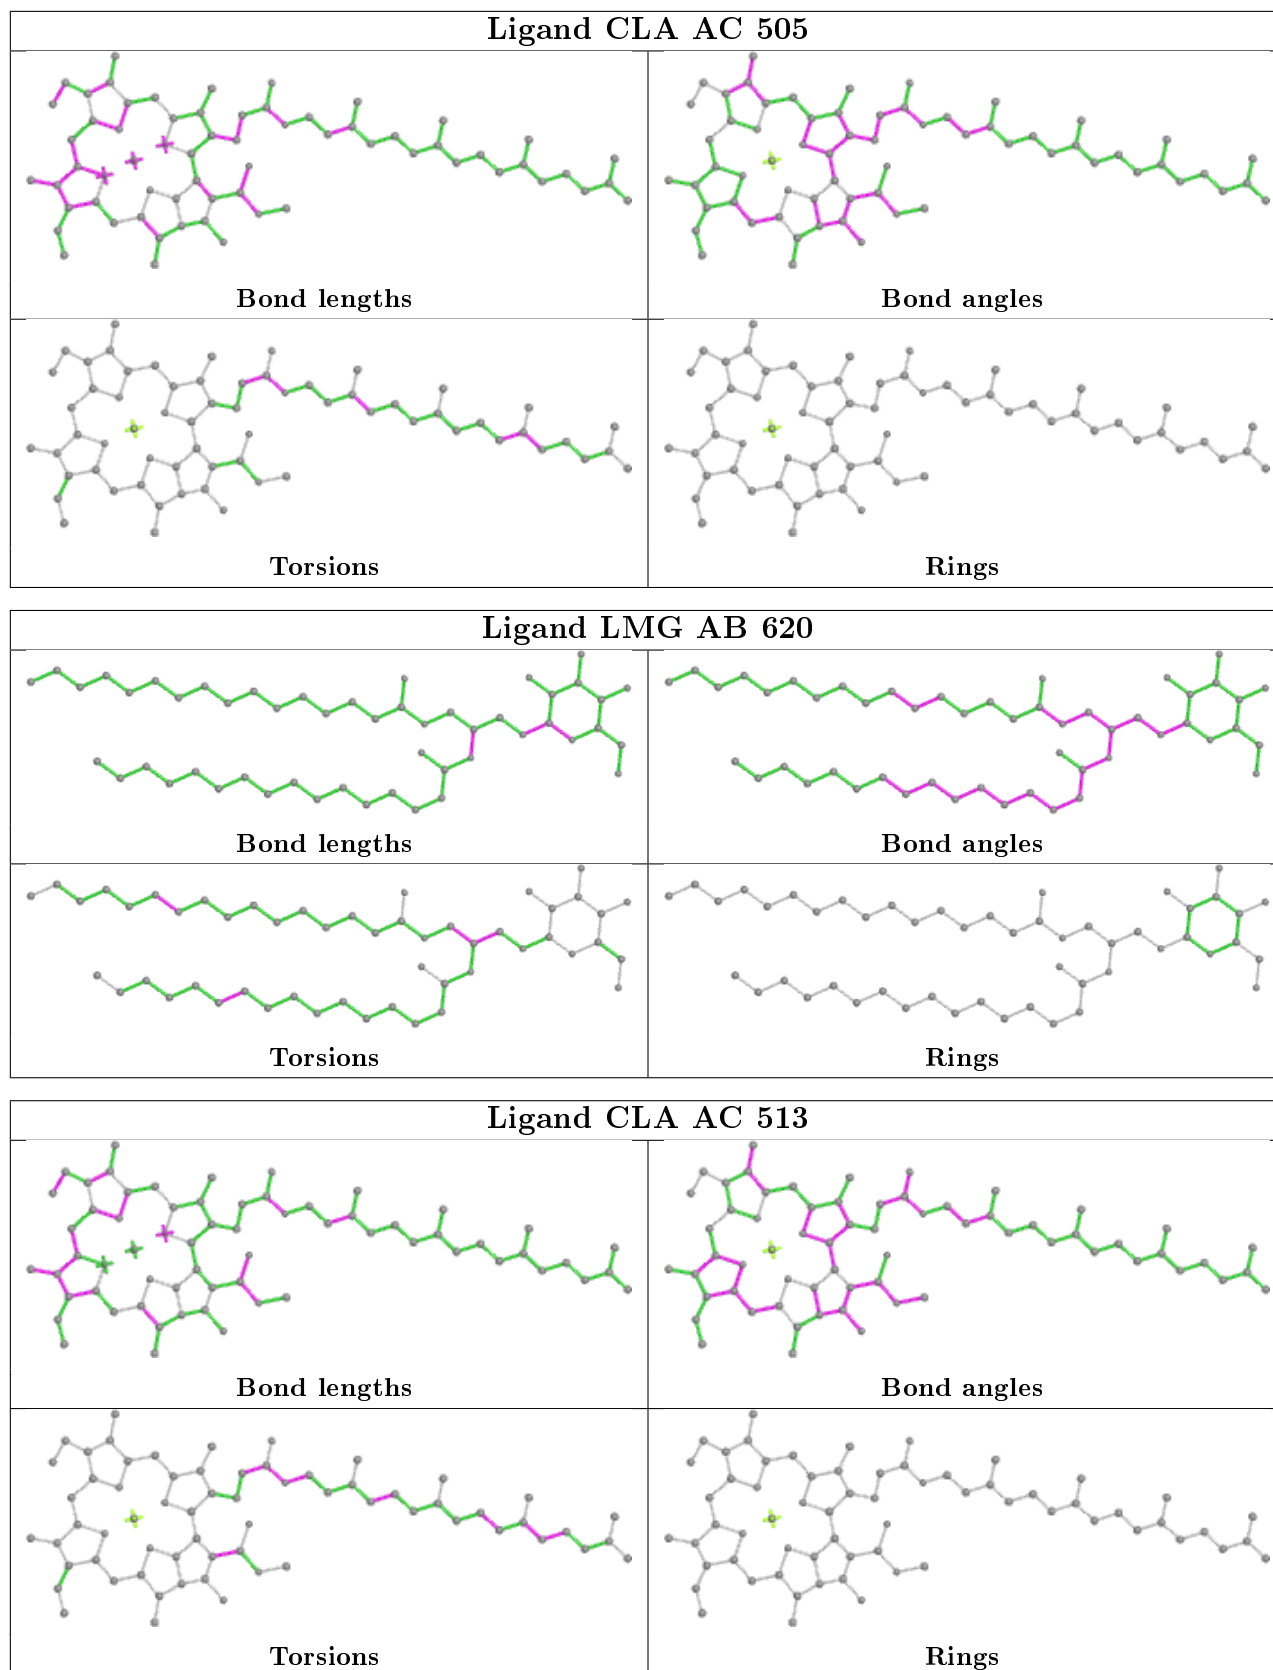 Ligand CLA AC 505
Bond lengths
Bond angles
Torsions
Rings
Ligand LMG AB 620
Bond lengths
Bond angles
Torsions
Rings
Ligand CLA AC 513
Bond lengths
Bond angles
Torsions
Rings